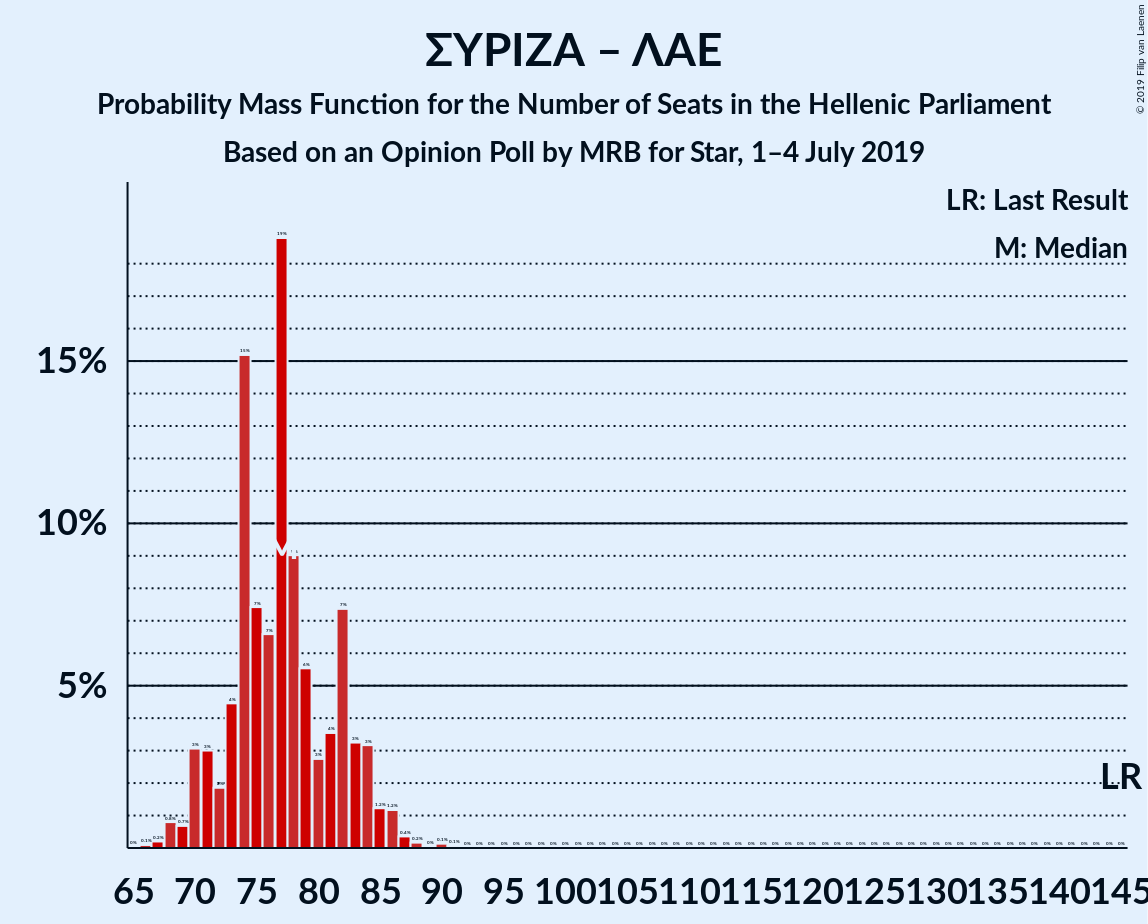 ΣΥΡΙΖΑ – ΛΑΕ
Probability Mass Function for the Number of Seats in the Hellenic Parliament
Based on an Opinion Poll by MRB for Star, 1–4 July 2019
© 2019 Filip van Laenen
LR: Last Result
M: Median
15%
10%
5%
LR
65 70 75 80 85 90 95 100 105 110 115 120 125 130 135 140 145